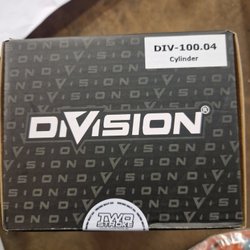 DIV-100.04
Cylinder
DIVISION®
TWO
STROKE